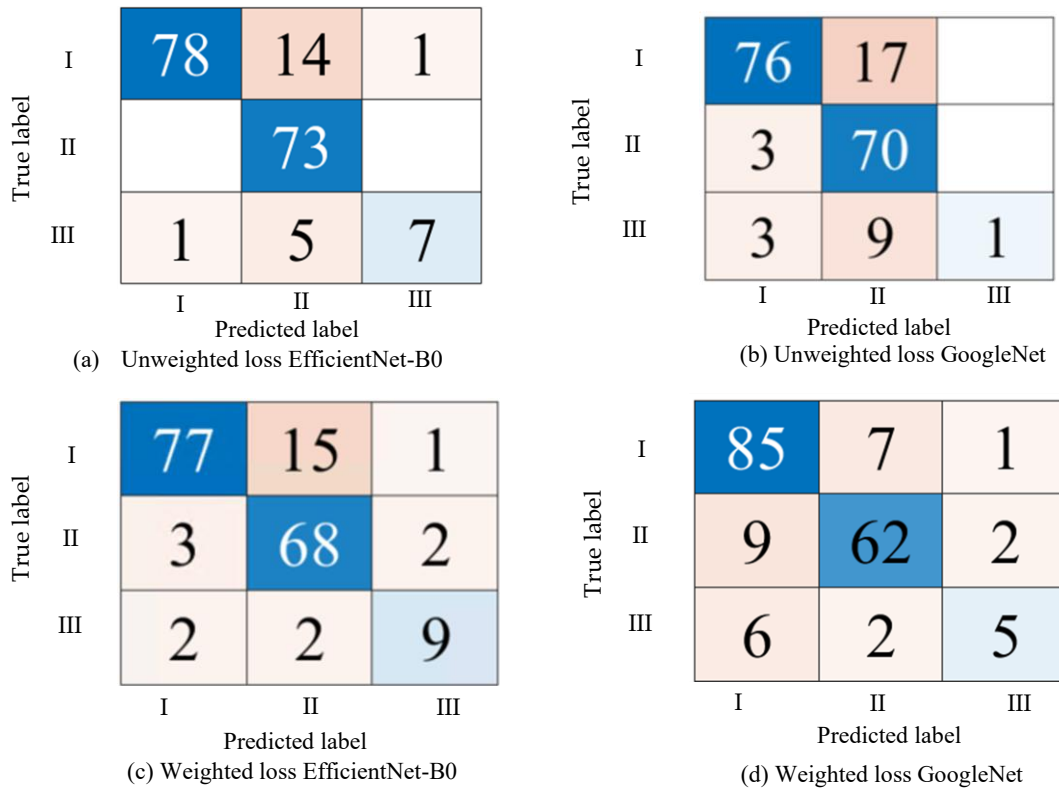 I 78 14 1
II 73
III 1 5 7
True label
I II III
Predicted label
(a) Unweighted loss EfficientNet-B0
I 76 17
II 3 70
III 3 9 1
True label
I II III
Predicted label
(b) Unweighted loss GoogleNet
I 77 15 1
II 3 68 2
III 2 2 9
True label
I II III
Predicted label
(c) Weighted loss EfficientNet-B0
I 85 7 1
II 9 62 2
III 6 2 5
True label
I II III
Predicted label
(d) Weighted loss GoogleNet